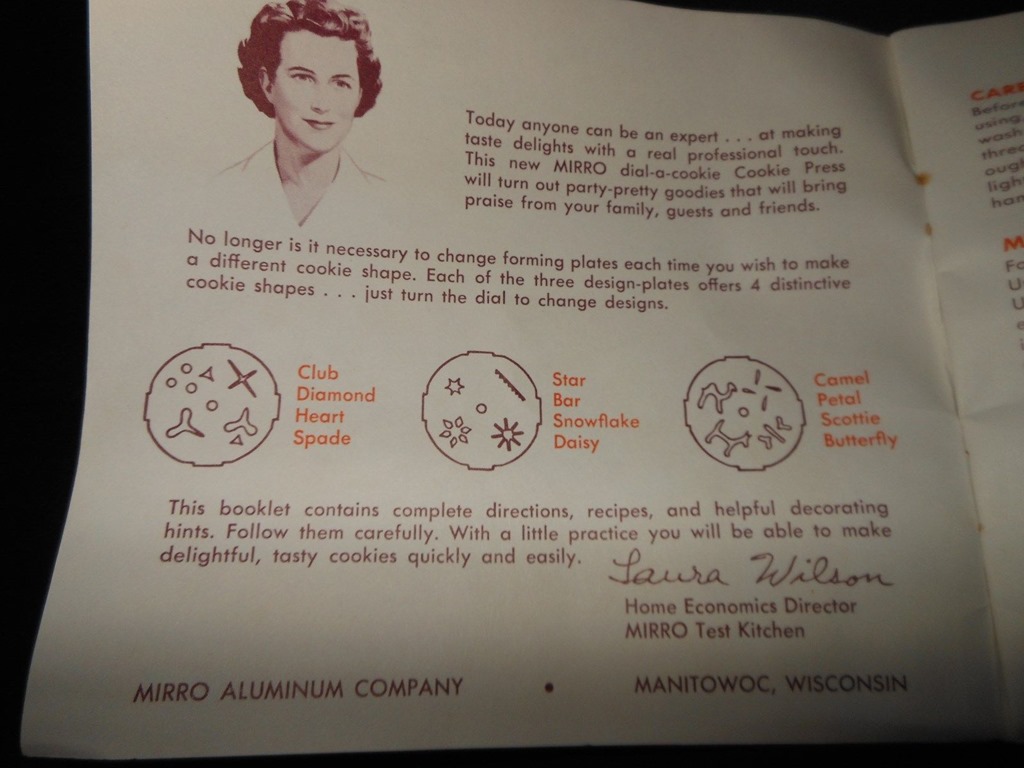 Today anyone can be an expert . . . at making
taste delights with a real professional touch.
This new MIRRO dial-a-cookie Cookie Press
will turn out party-pretty goodies that will bring
praise from your family, guests and friends.
No longer is it necessary to change forming plates each time you wish to make
a different cookie shape. Each of the three design-plates offers 4 distinctive
cookie shapes . . . just turn the dial to change designs.
Club
Diamond
Heart
Spade
Star
Bar
Snowflake
Daisy
Camel
Petal
Scottie
Butterfly
This booklet contains complete directions, recipes, and helpful decorating
hints. Follow them carefully. With a little practice you will be able to make
delightful, tasty cookies quickly and easily.
Laura Wilson
Home Economics Director
MIRRO Test Kitchen
MIRRO ALUMINUM COMPANY • MANITOWOC, WISCONSIN
using
wash